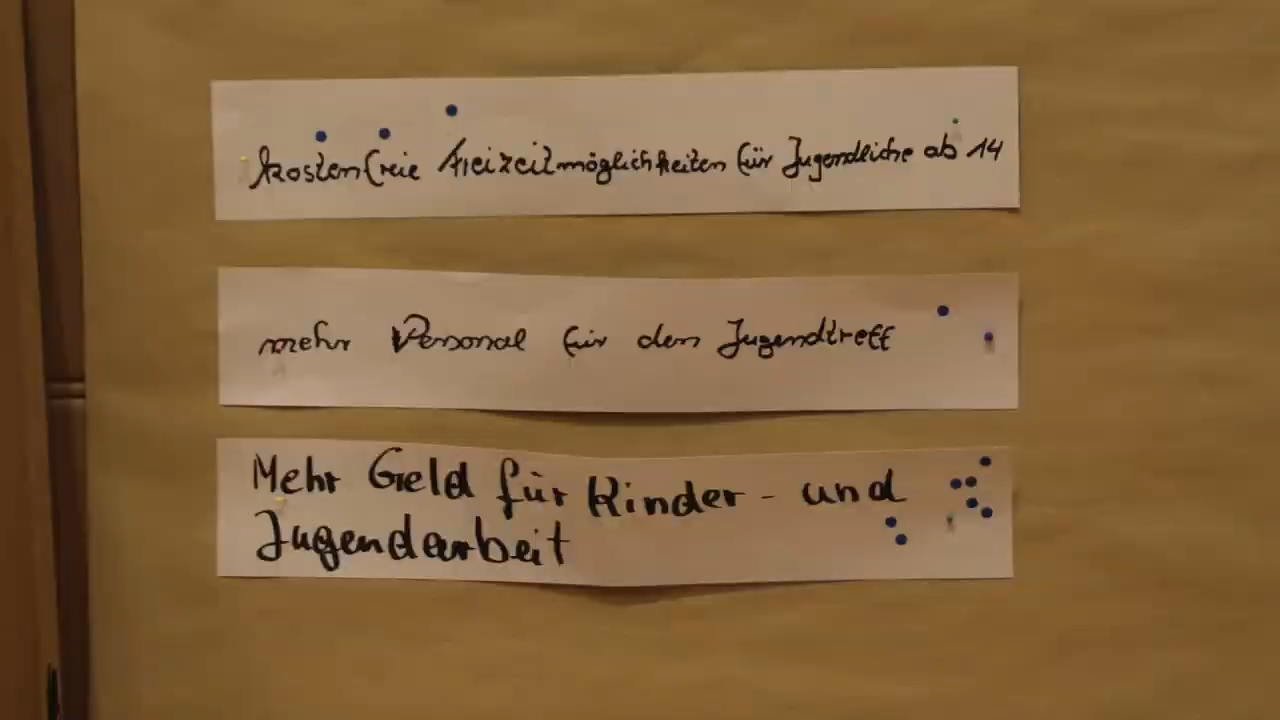 kostenfreie Freizeitmöglichkeiten für Jugendliche ab 14
mehr Personal für den Jugendtreff
Mehr Geld für Kinder- und
Jugendarbeit